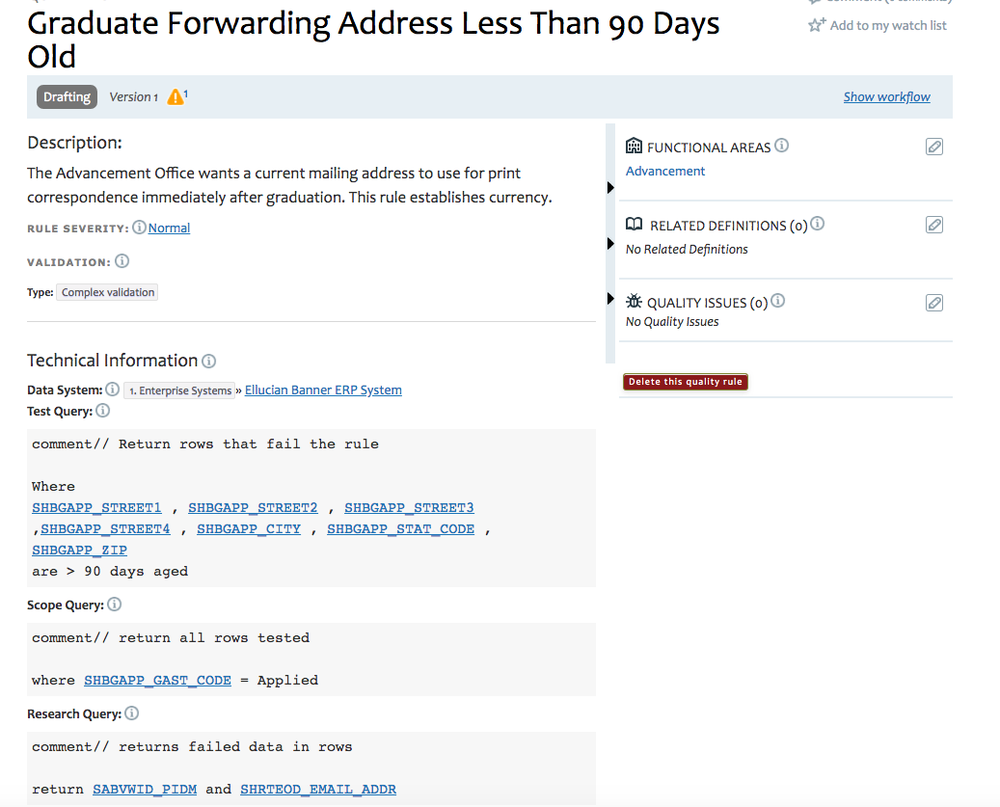 Graduate Forwarding Address Less Than 90 Days
Old
Add to my watch list
Drafting Version 1 1
Show workflow
Description:
The Advancement Office wants a current mailing address to use for print
correspondence immediately after graduation. This rule establishes currency.
RULE SEVERITY: Normal
VALIDATION:
Type: Complex validation
Technical Information
Data System: 1. Enterprise Systems » Ellucian Banner ERP System
Test Query:
comment// Return rows that fail the rule
Where
SHBGAPP_STREET1 , SHBGAPP_STREET2 , SHBGAPP_STREET3
,SHBGAPP_STREET4 , SHBGAPP_CITY , SHBGAPP_STAT_CODE ,
SHBGAPP_ZIP
are > 90 days aged
Scope Query:
comment// return all rows tested
where SHBGAPP_GAST_CODE = Applied
Research Query:
comment// returns failed data in rows
return SABVWID_PIDM and SHRTEOD_EMAIL_ADDR
FUNCTIONAL AREAS
Advancement
RELATED DEFINITIONS (0)
No Related Definitions
QUALITY ISSUES (0)
No Quality Issues
Delete this quality rule